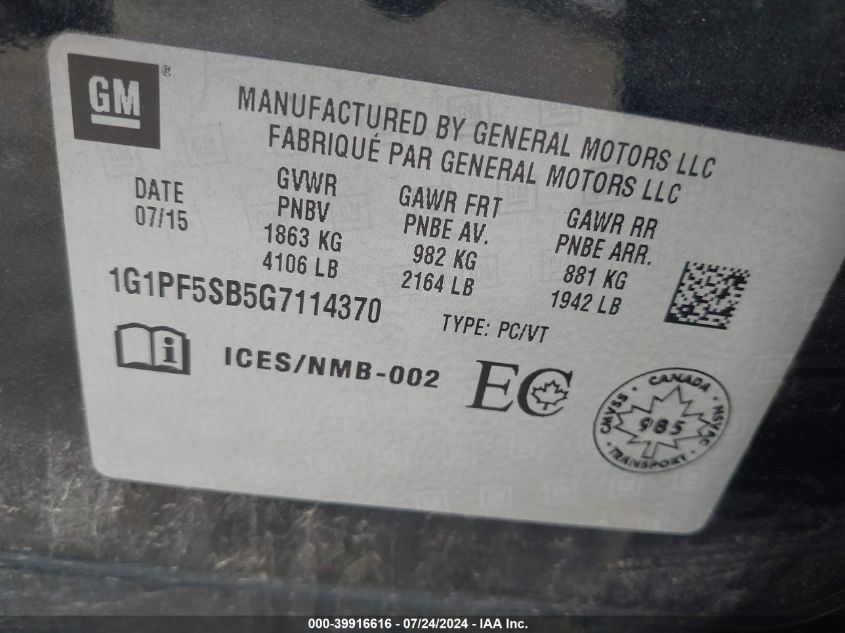 GM®
MANUFACTURED BY GENERAL MOTORS LLC
FABRIQUÉ PAR GENERAL MOTORS LLC
DATE
07/15
GVWR
PNBV
1863 KG
4106 LB
GAWR FRT
PNBE AV.
982 KG
2164 LB
GAWR RR
PNBE ARR.
881 KG
1942 LB
1G1PF5SB5G7114370
TYPE: PC/VT
i
ICES/NMB-002
EC
CANADA
CMVSS · NSVAC
985
TRANSPORT
000-39916616 - 07/24/2024 - IAA Inc.